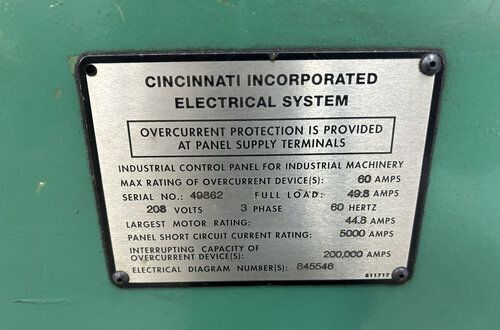 CINCINNATI INCORPORATED
ELECTRICAL SYSTEM
OVERCURRENT PROTECTION IS PROVIDED
AT PANEL SUPPLY TERMINALS
INDUSTRIAL CONTROL PANEL FOR INDUSTRIAL MACHINERY
MAX RATING OF OVERCURRENT DEVICE(S): 60 AMPS
SERIAL NO.: 49862 FULL LOAD: 49.8 AMPS
208 VOLTS 3 PHASE 60 HERTZ
LARGEST MOTOR RATING: 44.8 AMPS
PANEL SHORT CIRCUIT CURRENT RATING: 5000 AMPS
INTERRUPTING CAPACITY OF
OVERCURRENT DEVICE(S): 200,000 AMPS
ELECTRICAL DIAGRAM NUMBER(S): 845546
811717